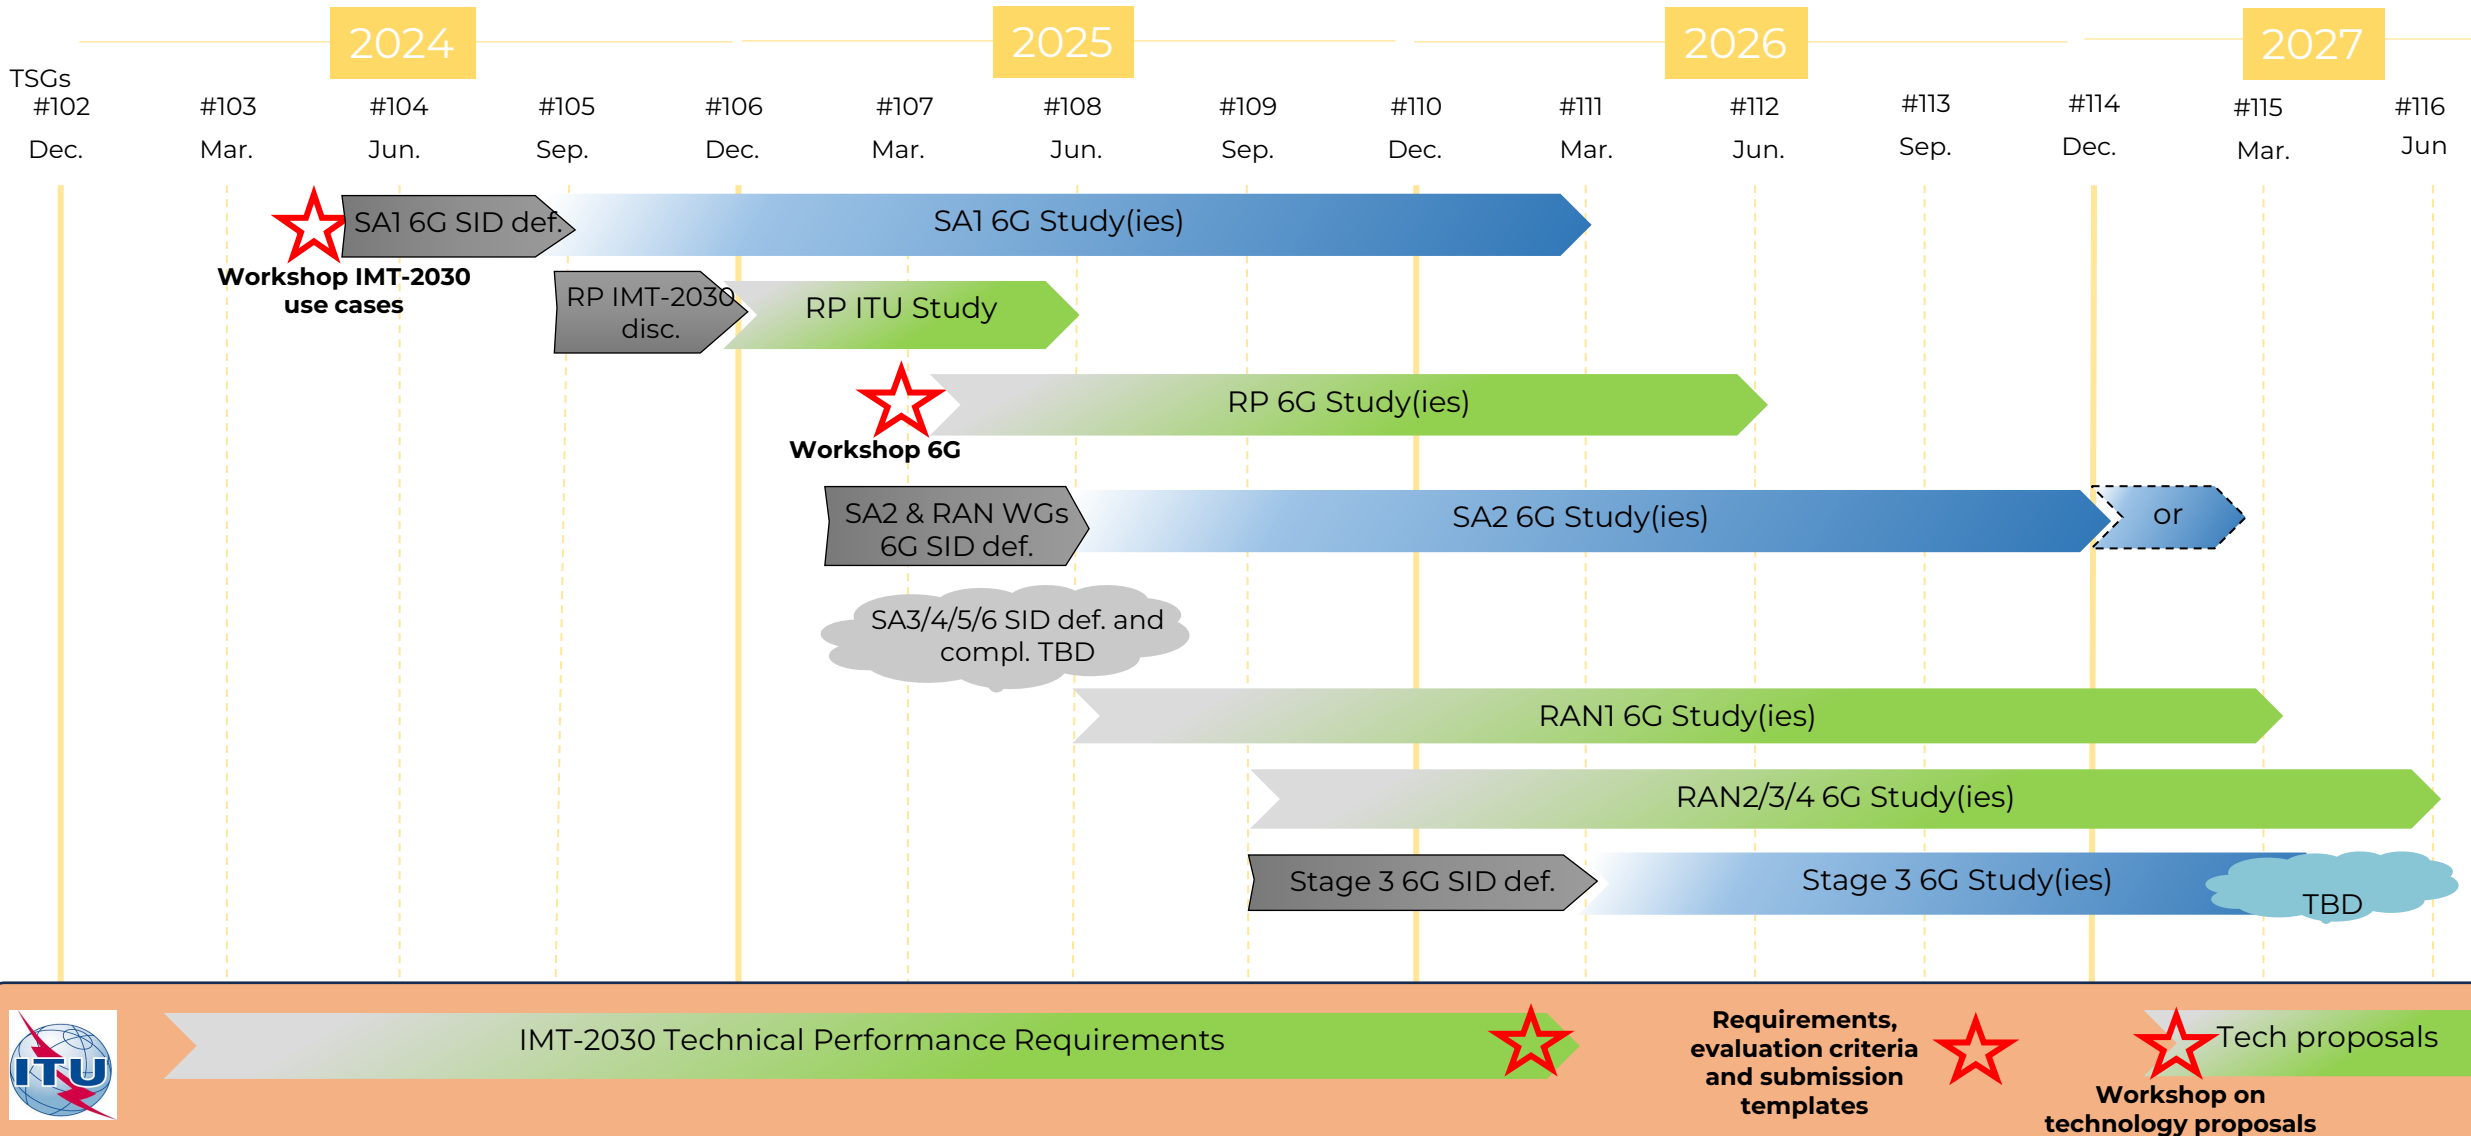 2024
2025
2026
2027
TSGs
#102
#103
#104
#105
#106
#107
#108
#109
#110
#111
#112
#113
#114
#115
#116
Dec.
Mar.
Jun.
Sep.
Dec.
Mar.
Jun.
Sep.
Dec.
Mar.
Jun.
Sep.
Dec.
Mar.
Jun
SA1 6G SID def.
SA1 6G Study(ies)
Workshop IMT-2030
use cases
RP IMT-2030
disc.
RP ITU Study
RP 6G Study(ies)
Workshop 6G
SA2 & RAN WGs
6G SID def.
SA2 6G Study(ies)
or
SA3/4/5/6 SID def. and
compl. TBD
RAN1 6G Study(ies)
RAN2/3/4 6G Study(ies)
Stage 3 6G SID def.
Stage 3 6G Study(ies)
TBD
ITU
IMT-2030 Technical Performance Requirements
Requirements,
evaluation criteria
and submission
templates
Tech proposals
Workshop on
technology proposals